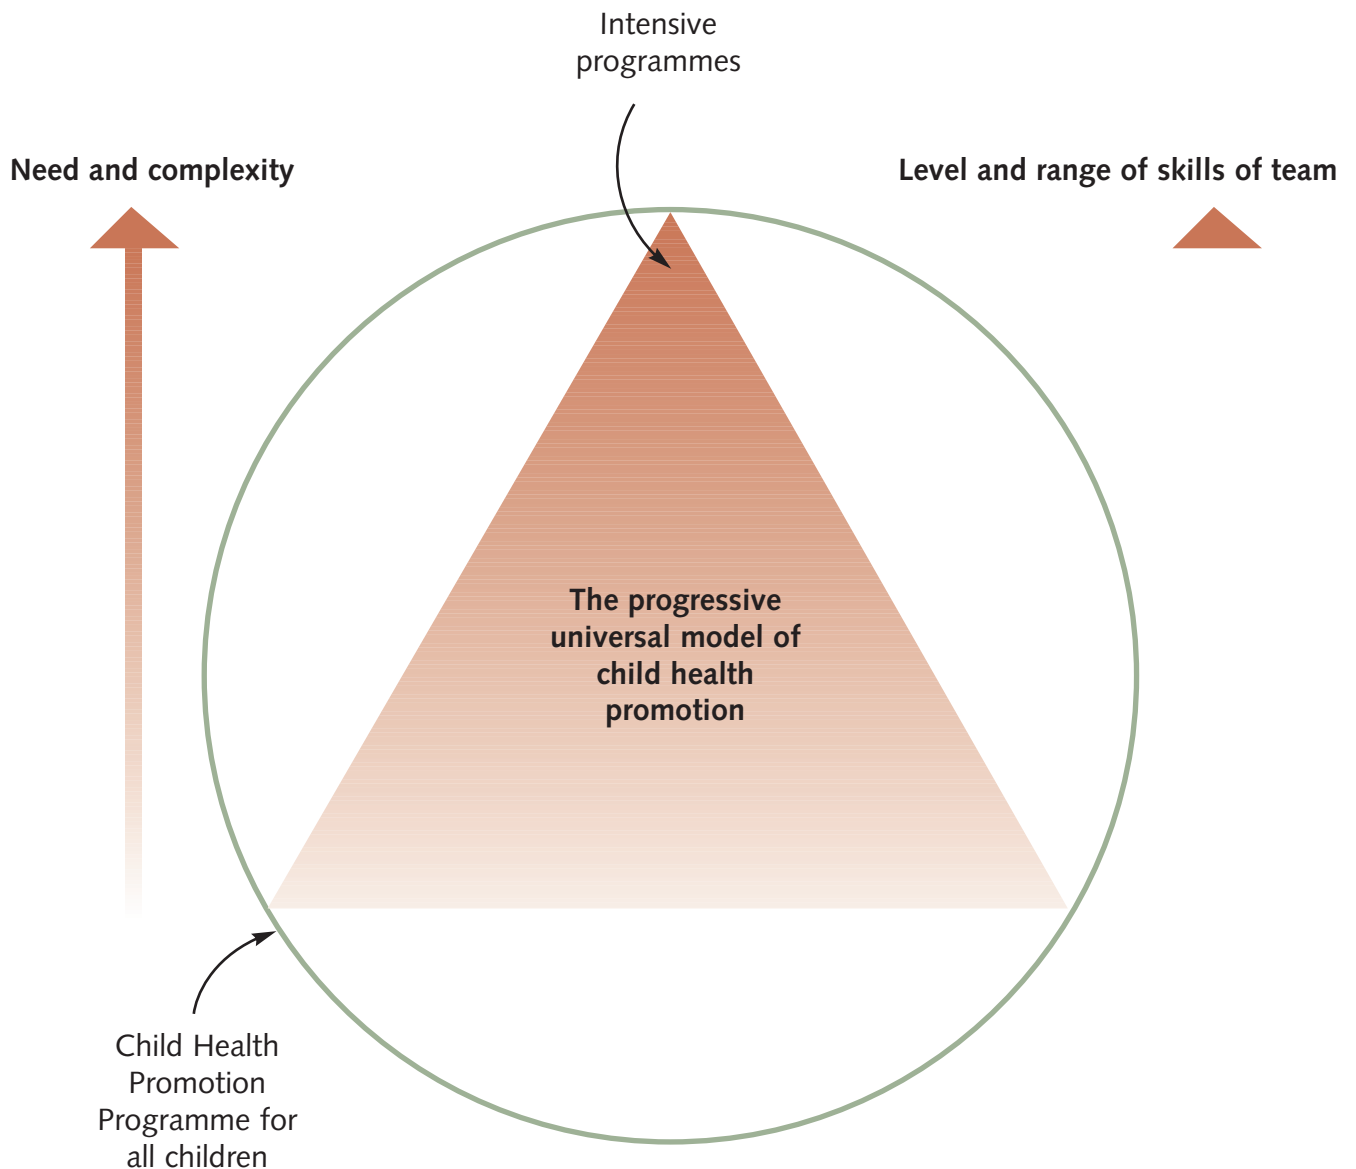 Intensive
programmes
Need and complexity
Level and range of skills of team
The progressive
universal model of
child health
promotion
Child Health
Promotion
Programme for
all children